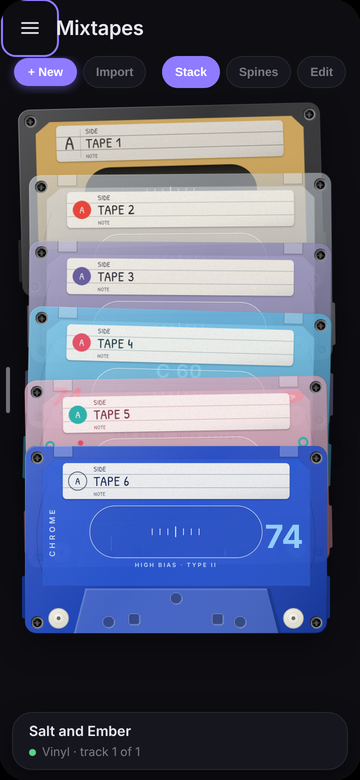 Mixtapes
+ New
Import
Stack
Spines
Edit
SIDE
A
TAPE 1
NOTE
SIDE
A
TAPE 2
NOTE
SIDE
A
TAPE 3
NOTE
SIDE
A
TAPE 4
NOTE
C 60
SIDE
A
TAPE 5
NOTE
SIDE
A
TAPE 6
NOTE
CHROME
74
HIGH BIAS · TYPE II
Salt and Ember
Vinyl · track 1 of 1